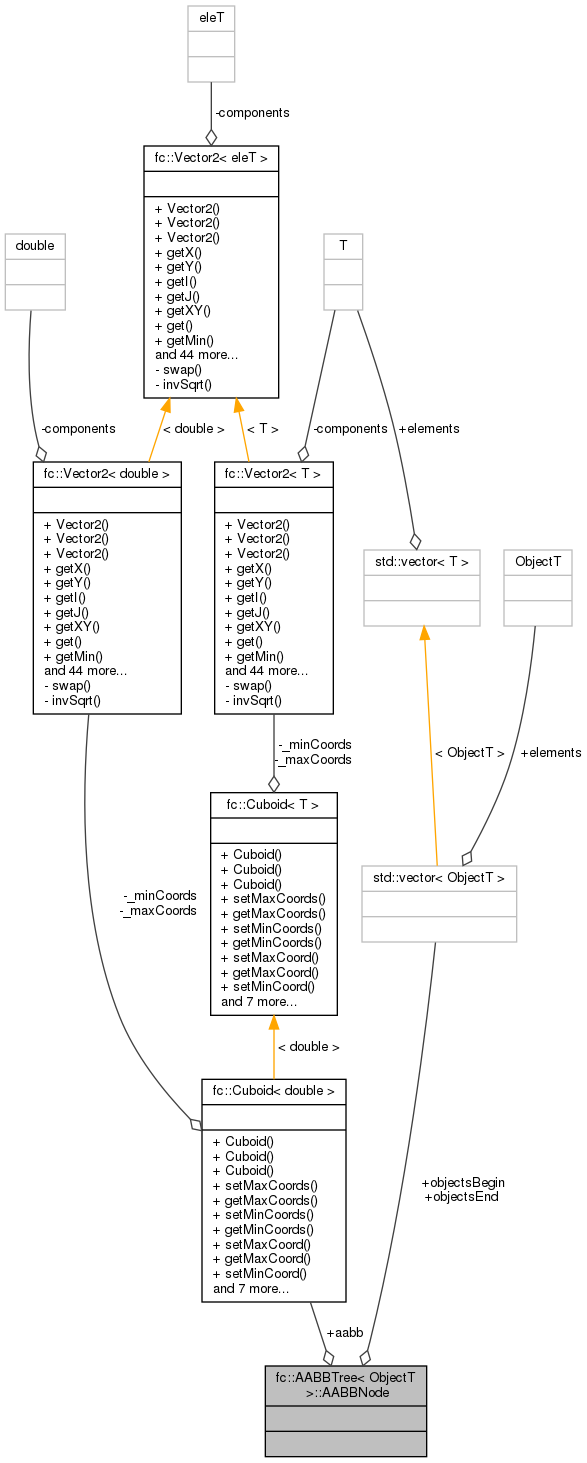 eleT
-components
fc::Vector2< eleT >
+ Vector2()
+ Vector2()
+ Vector2()
+ getX()
+ getY()
+ getI()
+ getJ()
+ getXY()
+ get()
+ getMin()
and 44 more...
- swap()
- invSqrt()
double
T
-components
< double >
< T >
-components
+elements
fc::Vector2< double >
+ Vector2()
+ Vector2()
+ Vector2()
+ getX()
+ getY()
+ getI()
+ getJ()
+ getXY()
+ get()
+ getMin()
and 44 more...
- swap()
- invSqrt()
fc::Vector2< T >
+ Vector2()
+ Vector2()
+ Vector2()
+ getX()
+ getY()
+ getI()
+ getJ()
+ getXY()
+ get()
+ getMin()
and 44 more...
- swap()
- invSqrt()
std::vector< T >
ObjectT
-_minCoords
-_maxCoords
< ObjectT >
+elements
fc::Cuboid< T >
+ Cuboid()
+ Cuboid()
+ Cuboid()
+ setMaxCoords()
+ getMaxCoords()
+ setMinCoords()
+ getMinCoords()
+ setMaxCoord()
+ getMaxCoord()
+ setMinCoord()
and 7 more...
std::vector< ObjectT >
-_minCoords
-_maxCoords
< double >
fc::Cuboid< double >
+ Cuboid()
+ Cuboid()
+ Cuboid()
+ setMaxCoords()
+ getMaxCoords()
+ setMinCoords()
+ getMinCoords()
+ setMaxCoord()
+ getMaxCoord()
+ setMinCoord()
and 7 more...
+objectsBegin
+objectsEnd
+aabb
fc::AABBTree< ObjectT
>::AABBNode